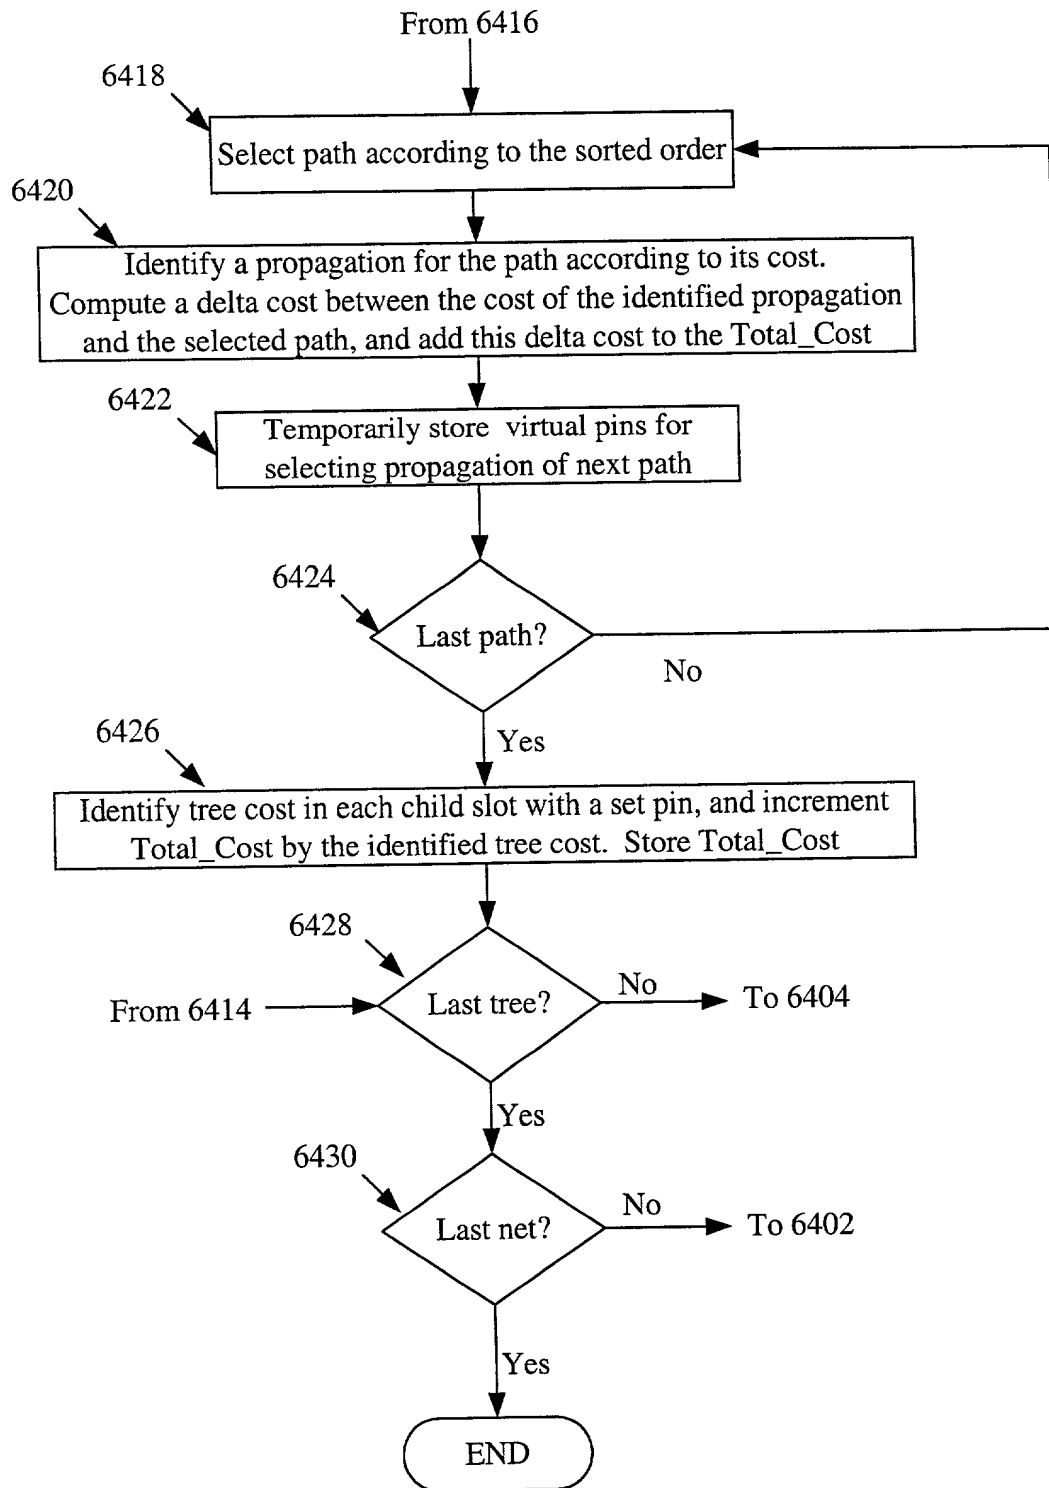 From 6416
6418
Select path according to the sorted order
6420
Identify a propagation for the path according to its cost.
Compute a delta cost between the cost of the identified propagation
and the selected path, and add this delta cost to the Total_Cost
6422
Temporarily store virtual pins for
selecting propagation of next path
6424
Last path?
No
Yes
6426
Identify tree cost in each child slot with a set pin, and increment
Total_Cost by the identified tree cost. Store Total_Cost
6428
From 6414
Last tree?
No
To 6404
Yes
6430
Last net?
No
To 6402
Yes
END